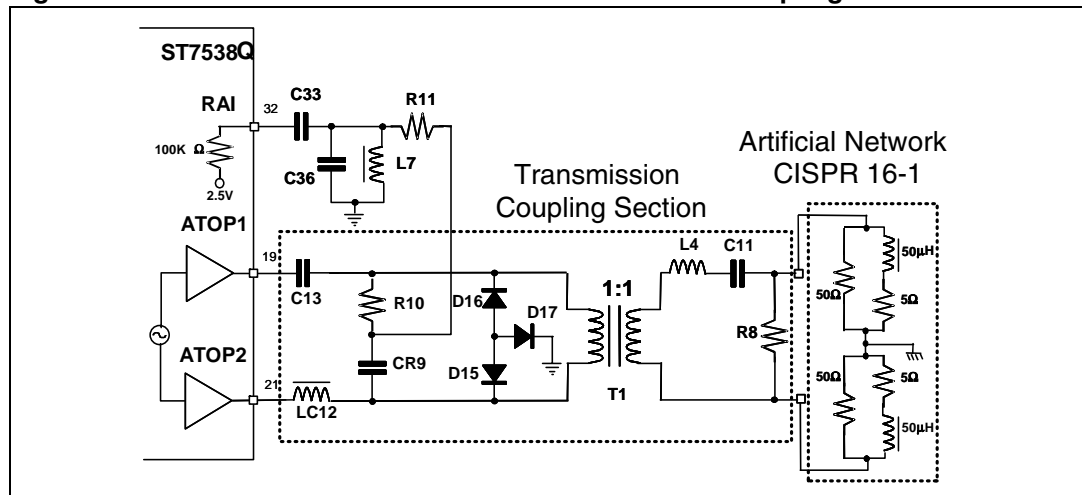 ST7538Q
RAI
32
C33
R11
100K Ω
2.5V
C36
L7
Artificial Network
CISPR 16-1
Transmission
Coupling Section
ATOP1
19
C13
R10
D16
D17
1:1
L4
C11
50Ω
50µH
5Ω
R8
ATOP2
21
CR9
D15
T1
LC12
50Ω
5Ω
50µH